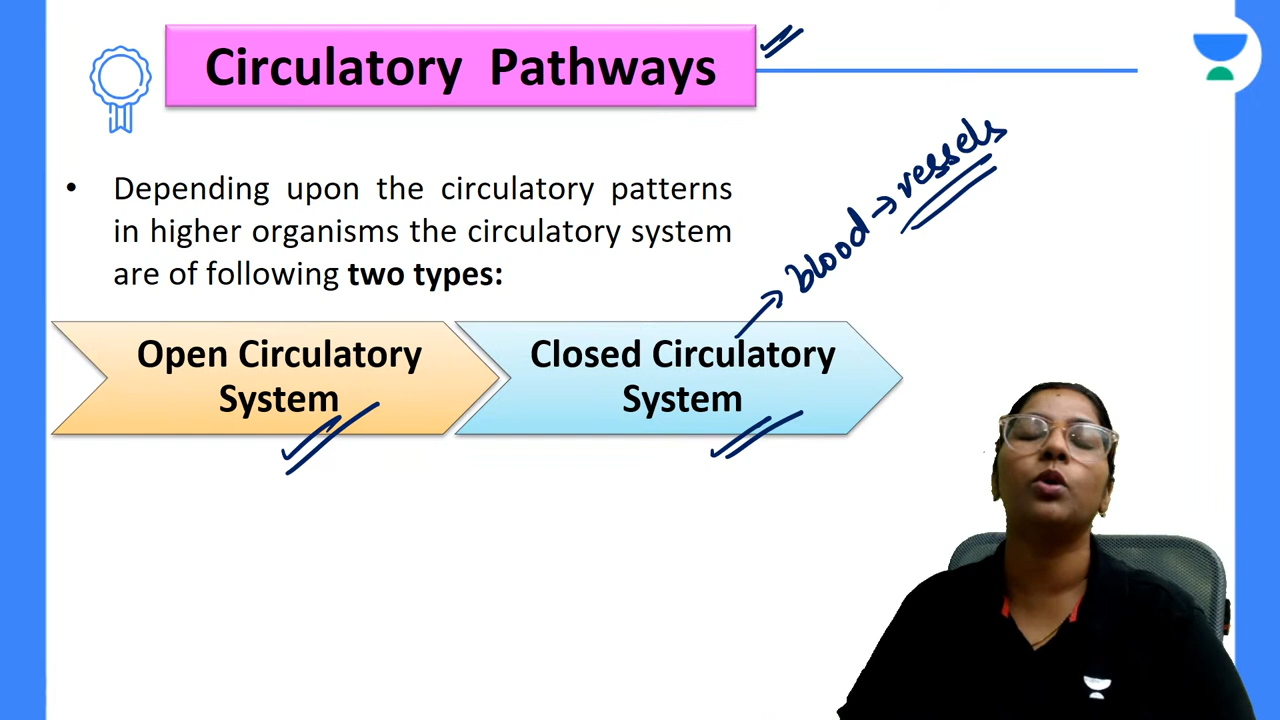 Circulatory Pathways
• Depending upon the circulatory patterns
in higher organisms the circulatory system
are of following two types:
blood → vessels
Open Circulatory
System
Closed Circulatory
System